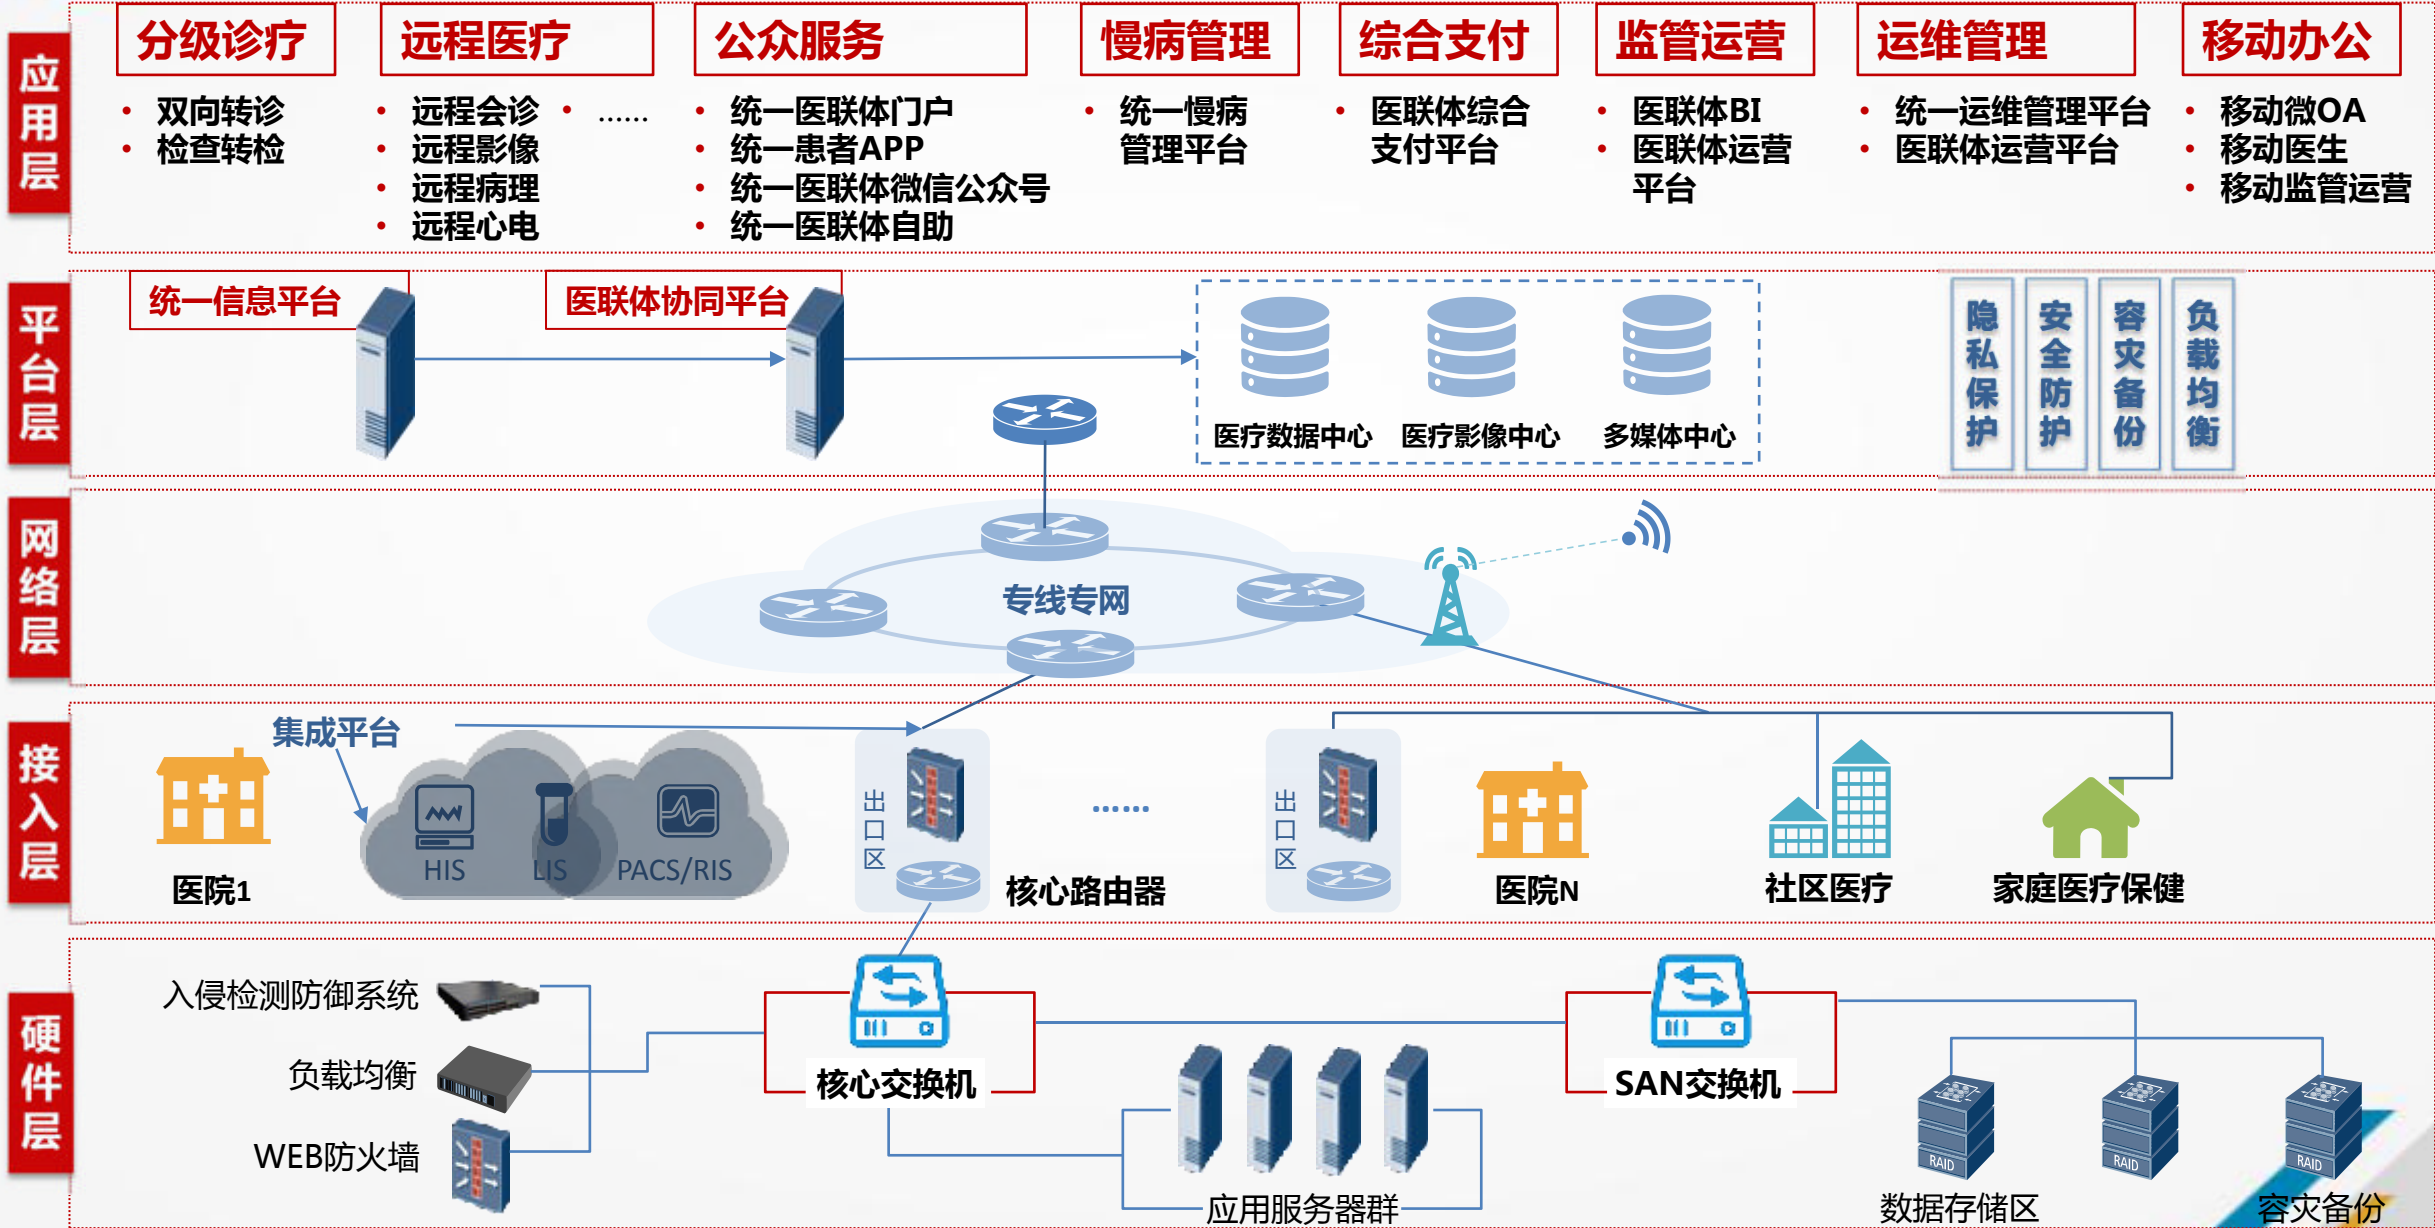 应用层
分级诊疗
• 双向转诊
• 检查转检
远程医疗
• 远程会诊
• 远程影像
• 远程病理
• 远程心电
• ……
公众服务
• 统一医联体门户
• 统一患者APP
• 统一医联体微信公众号
• 统一医联体自助
慢病管理
• 统一慢病
管理平台
综合支付
• 医联体综合
支付平台
监管运营
• 医联体BI
• 医联体运营
平台
运维管理
• 统一运维管理平台
• 医联体运营平台
移动办公
• 移动微OA
• 移动医生
• 移动监管运营
平台层
统一信息平台
医联体协同平台
医疗数据中心
医疗影像中心
多媒体中心
隐私保护
安全防护
容灾备份
负载均衡
网络层
专线专网
接入层
集成平台
医院1
HIS
LIS
PACS/RIS
出口区
核心路由器
……
出口区
医院N
社区医疗
家庭医疗保健
硬件层
入侵检测防御系统
负载均衡
WEB防火墙
核心交换机
应用服务器群
SAN交换机
RAID
RAID
RAID
数据存储区
容灾备份